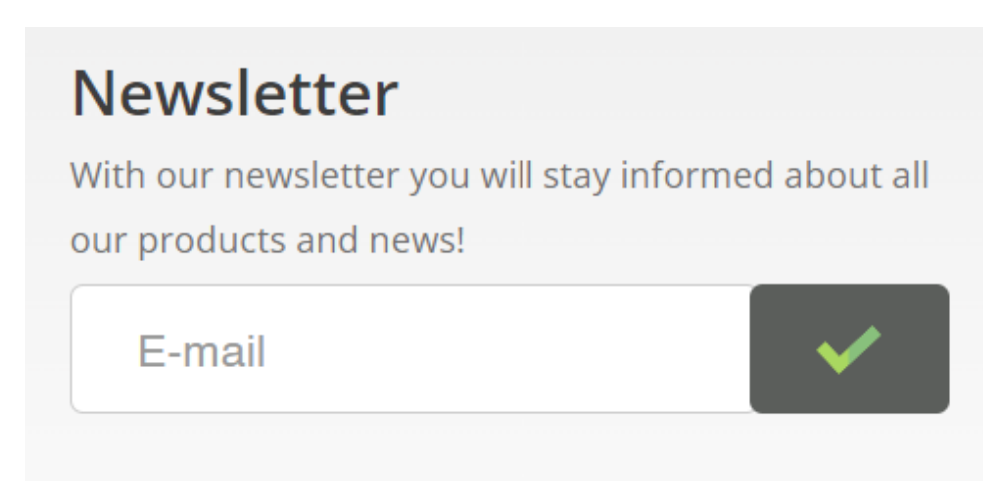 Newsletter
With our newsletter you will stay informed about all
our products and news!
E-mail